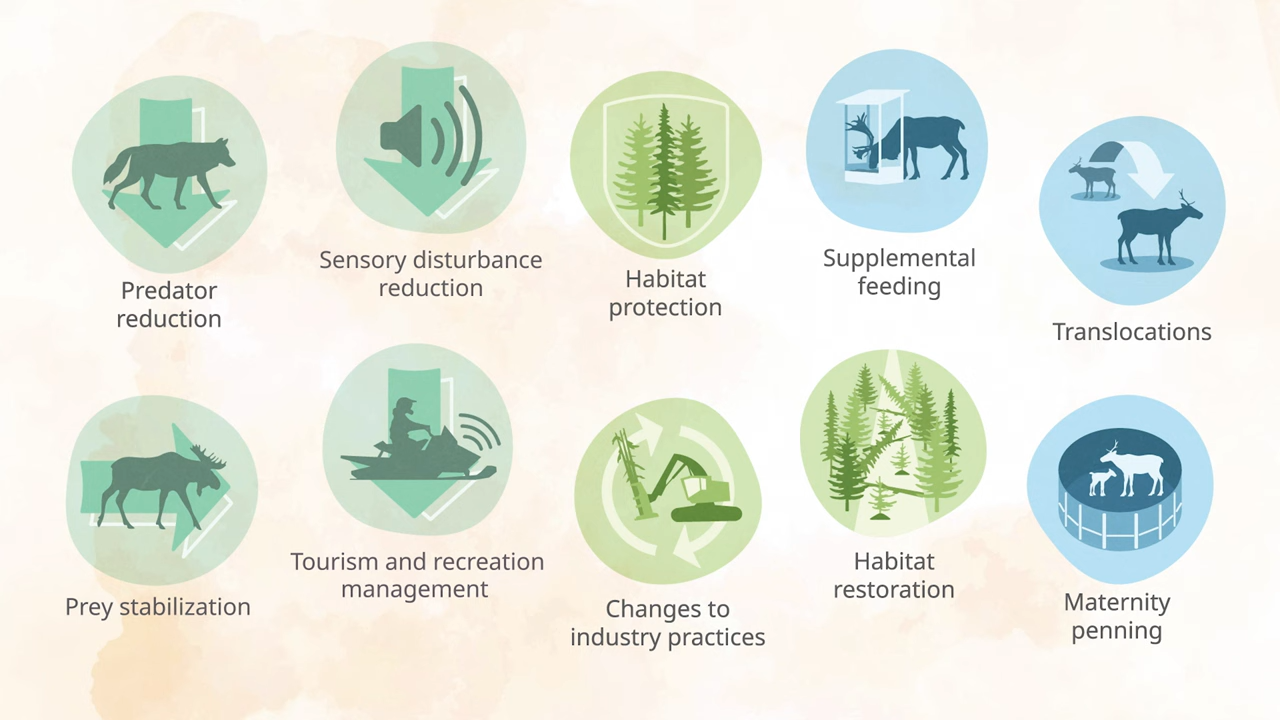 Predator
reduction
Sensory disturbance
reduction
Habitat
protection
Supplemental
feeding
Translocations
Prey stabilization
Tourism and recreation
management
Changes to
industry practices
Habitat
restoration
Maternity
penning